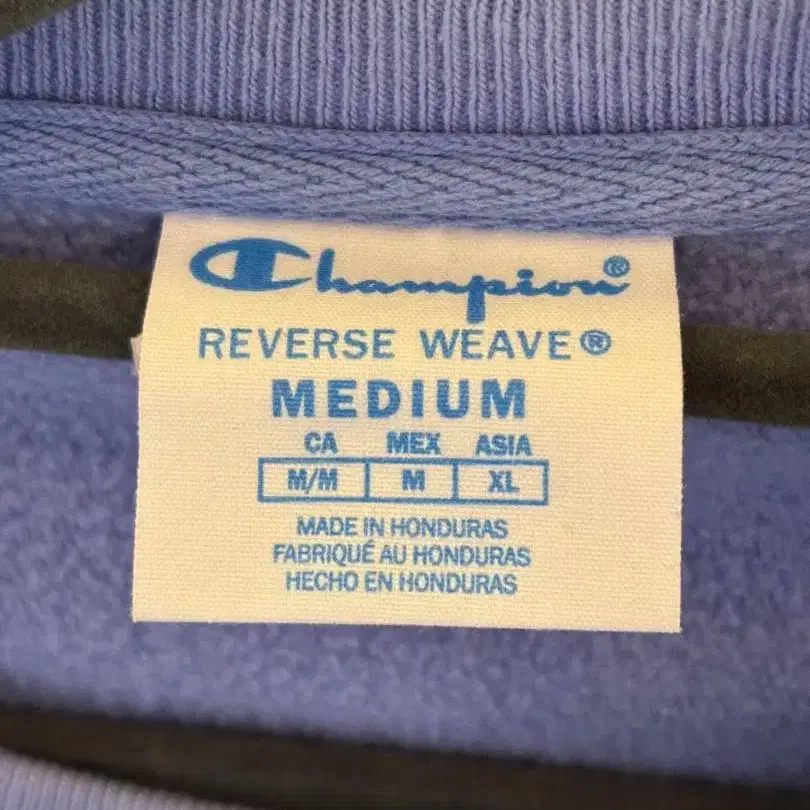 Champion®
REVERSE WEAVE®
MEDIUM
CA MEX ASIA
M/M M XL
MADE IN HONDURAS
FABRIQUÉ AU HONDURAS
HECHO EN HONDURAS